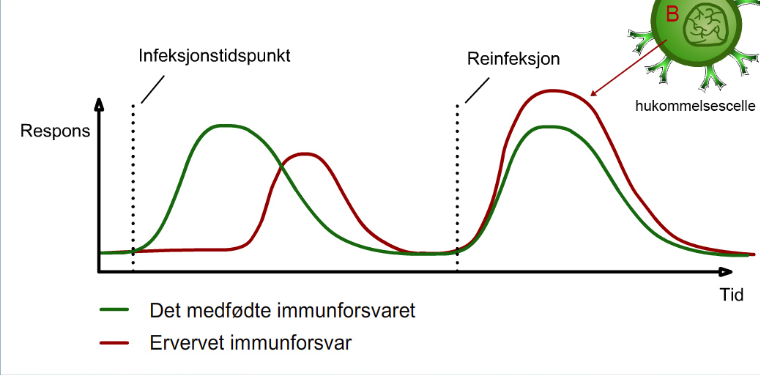 B
Infeksjonstidspunkt
Reinfeksjon
hukommelsescelle
Respons
Tid
Det medfødte immunforsvaret
Ervervet immunforsvar